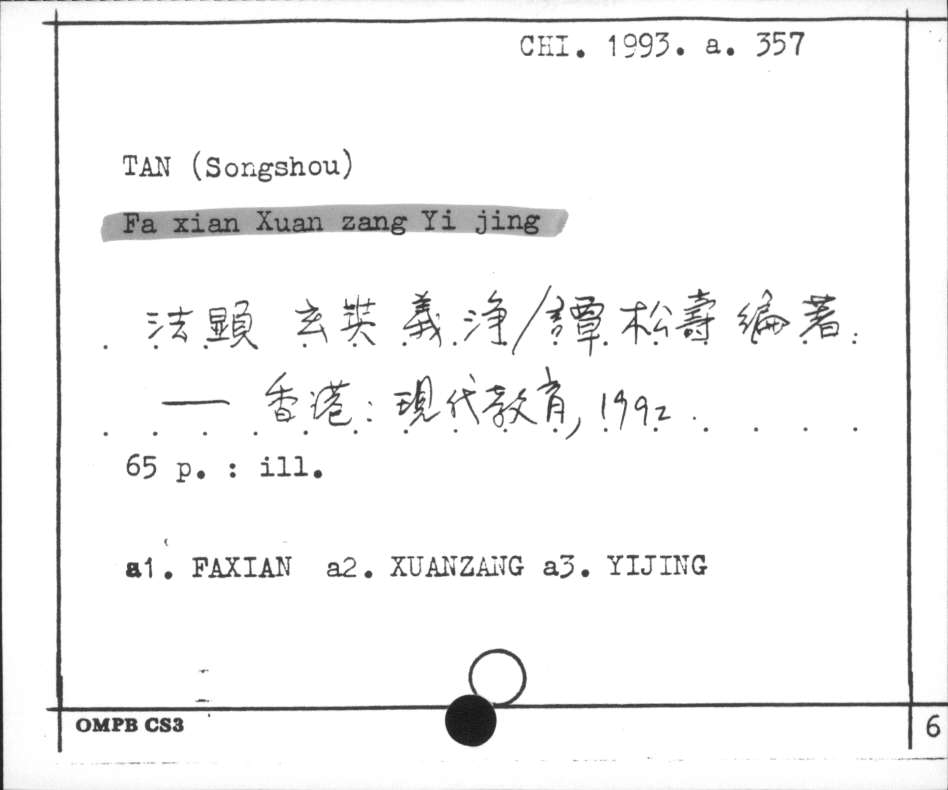 CHI. 1993. a. 357
TAN (Songshou)
Fa xian Xuan zang Yi jing
法顯 玄奘 義淨/譚松壽編著.
— 香港: 現代教育, 1992.
65 p. : ill.
a1. FAXIAN a2. XUANZANG a3. YIJING
OMPB CS3
6